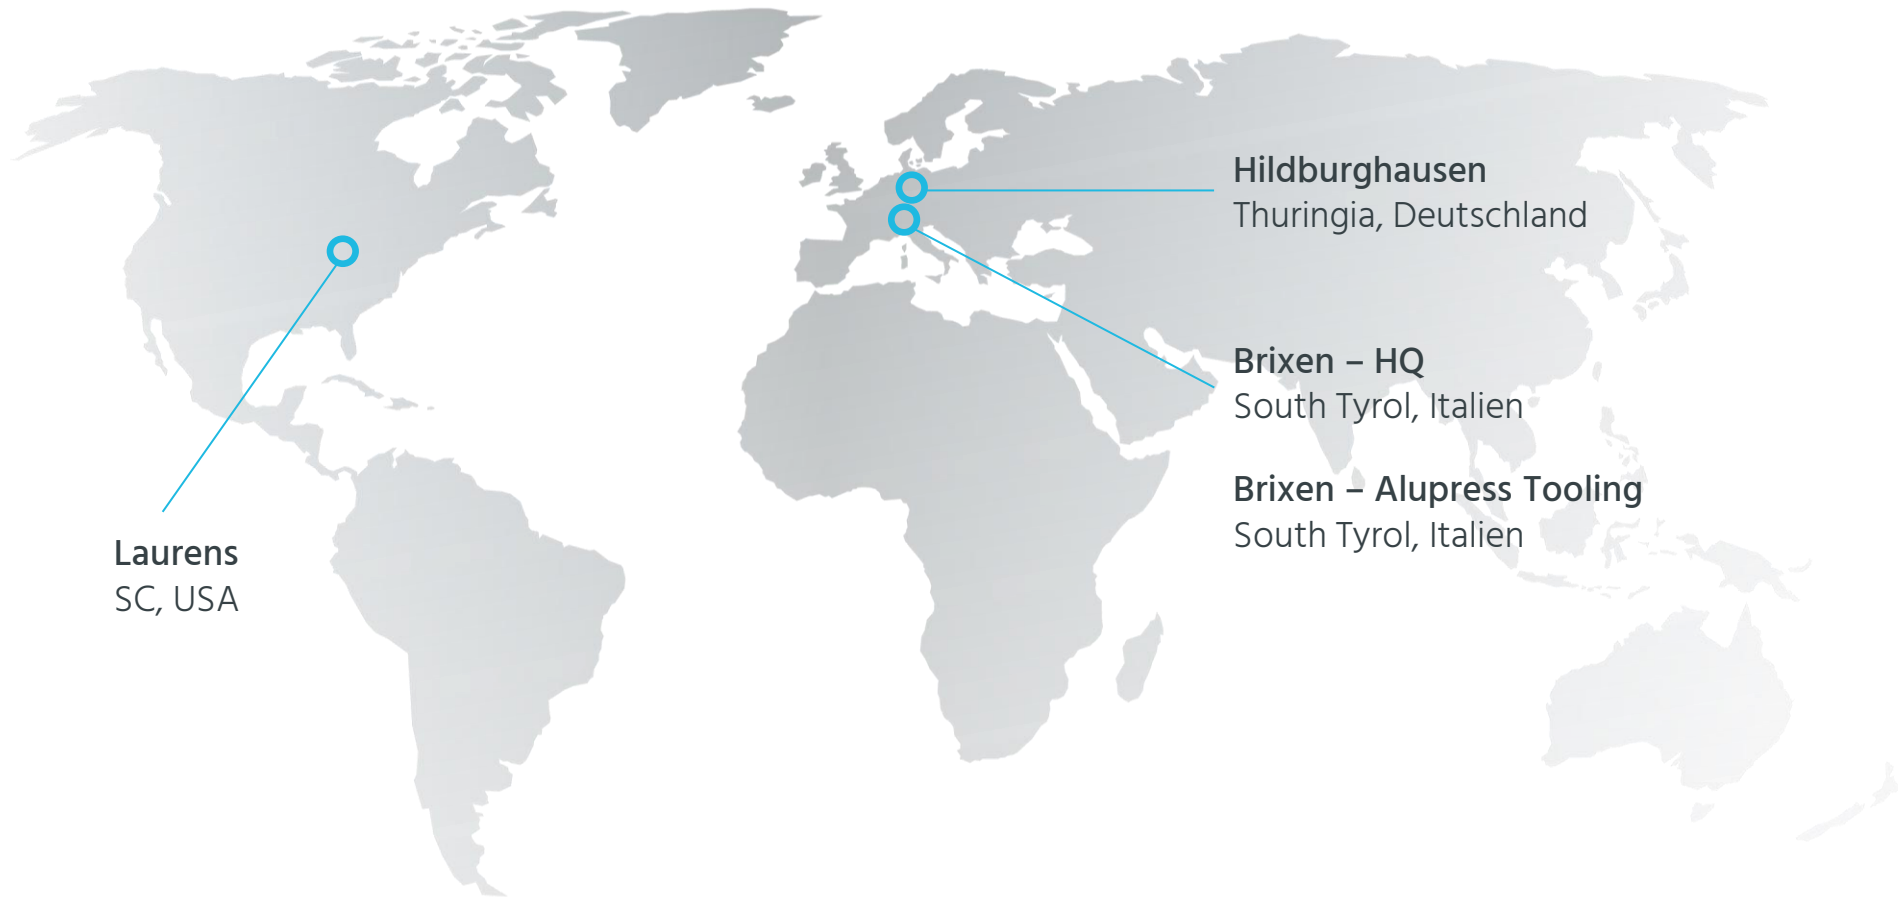 Hildburghausen
Thuringia, Deutschland
Brixen – HQ
South Tyrol, Italien
Brixen – Alupress Tooling
South Tyrol, Italien
Laurens
SC, USA